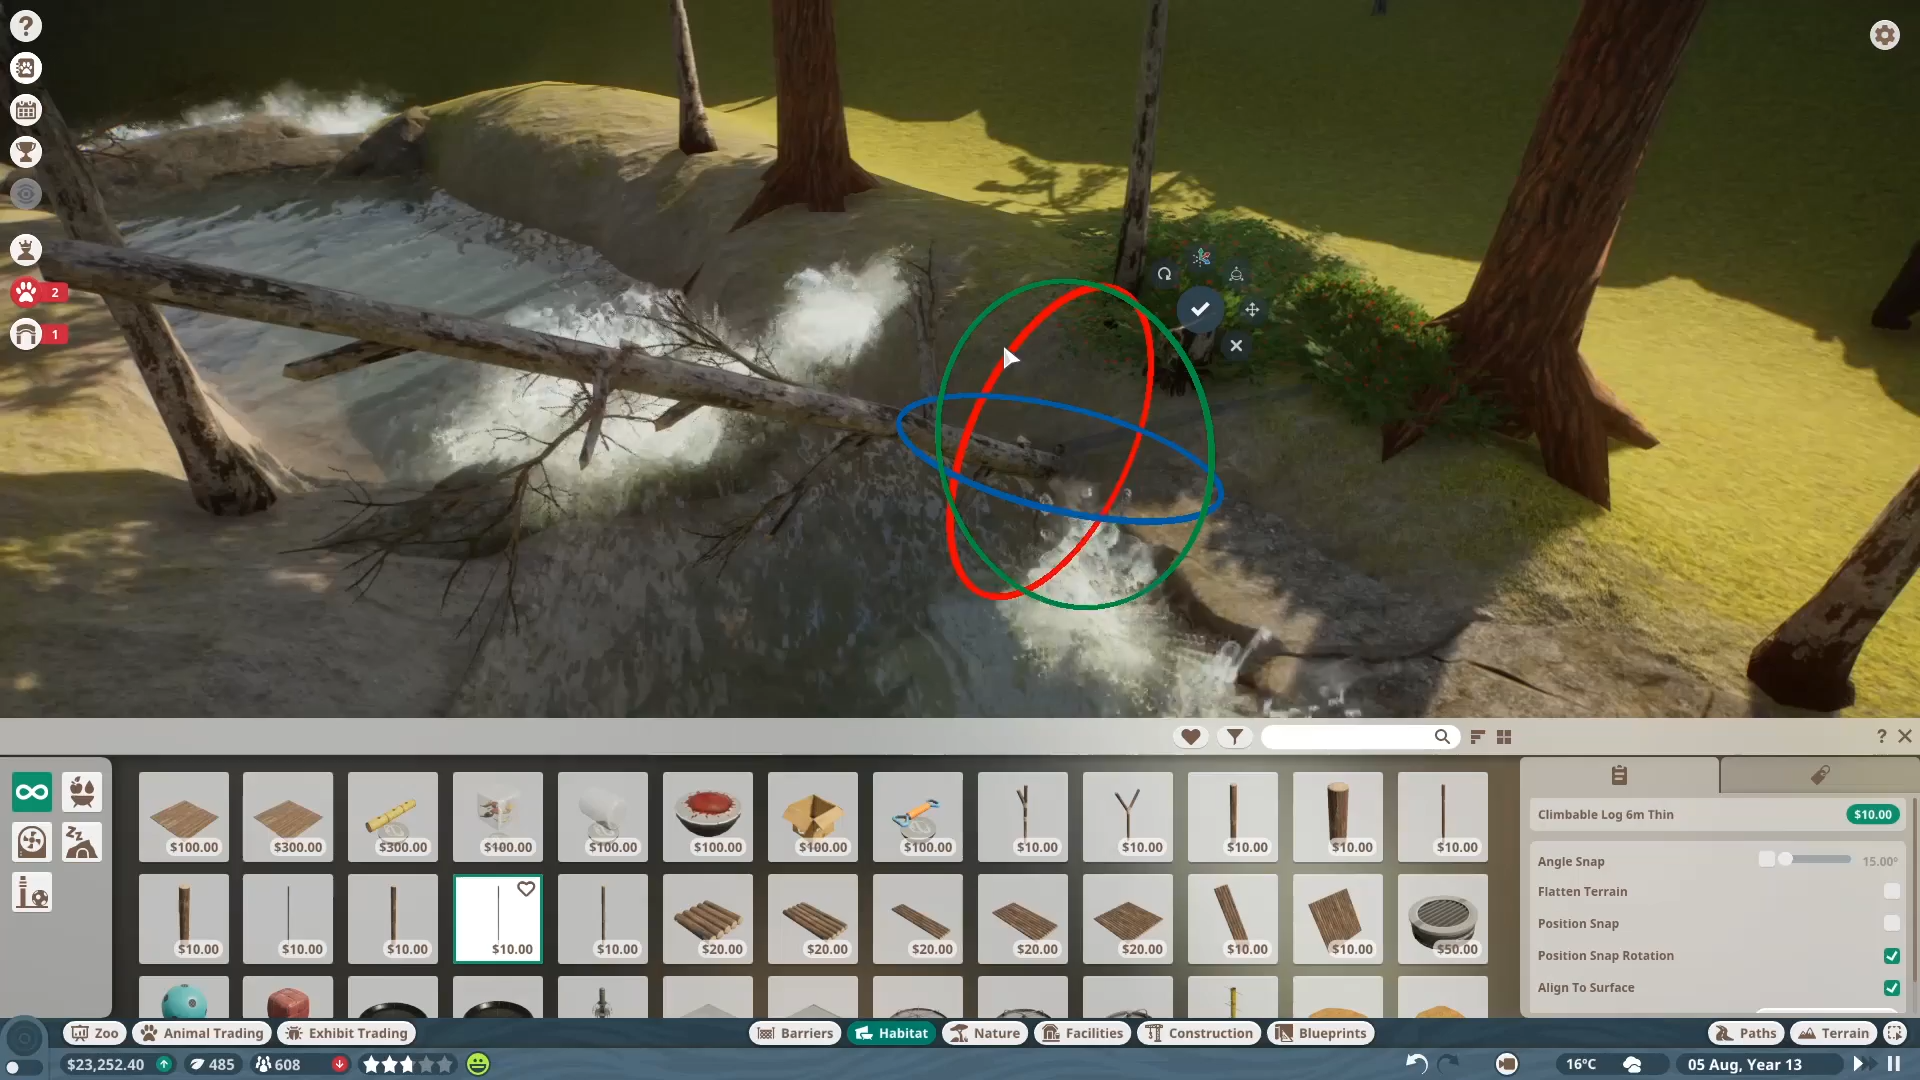 ?
2
1
?
$100.00 $300.00 $300.00 $100.00 $100.00 $100.00 $100.00 $100.00 $10.00 $10.00 $10.00 $10.00 $10.00
$10.00 $10.00 $10.00 $10.00 $10.00 $20.00 $20.00 $20.00 $20.00 $20.00 $10.00 $10.00 $50.00
Climbable Log 6m Thin $10.00
Angle Snap 15.00°
Flatten Terrain
Position Snap
Position Snap Rotation
Align To Surface
Zoo Animal Trading Exhibit Trading Barriers Habitat Nature Facilities Construction Blueprints Paths Terrain
$23,252.40 485 608 16°C 05 Aug, Year 13